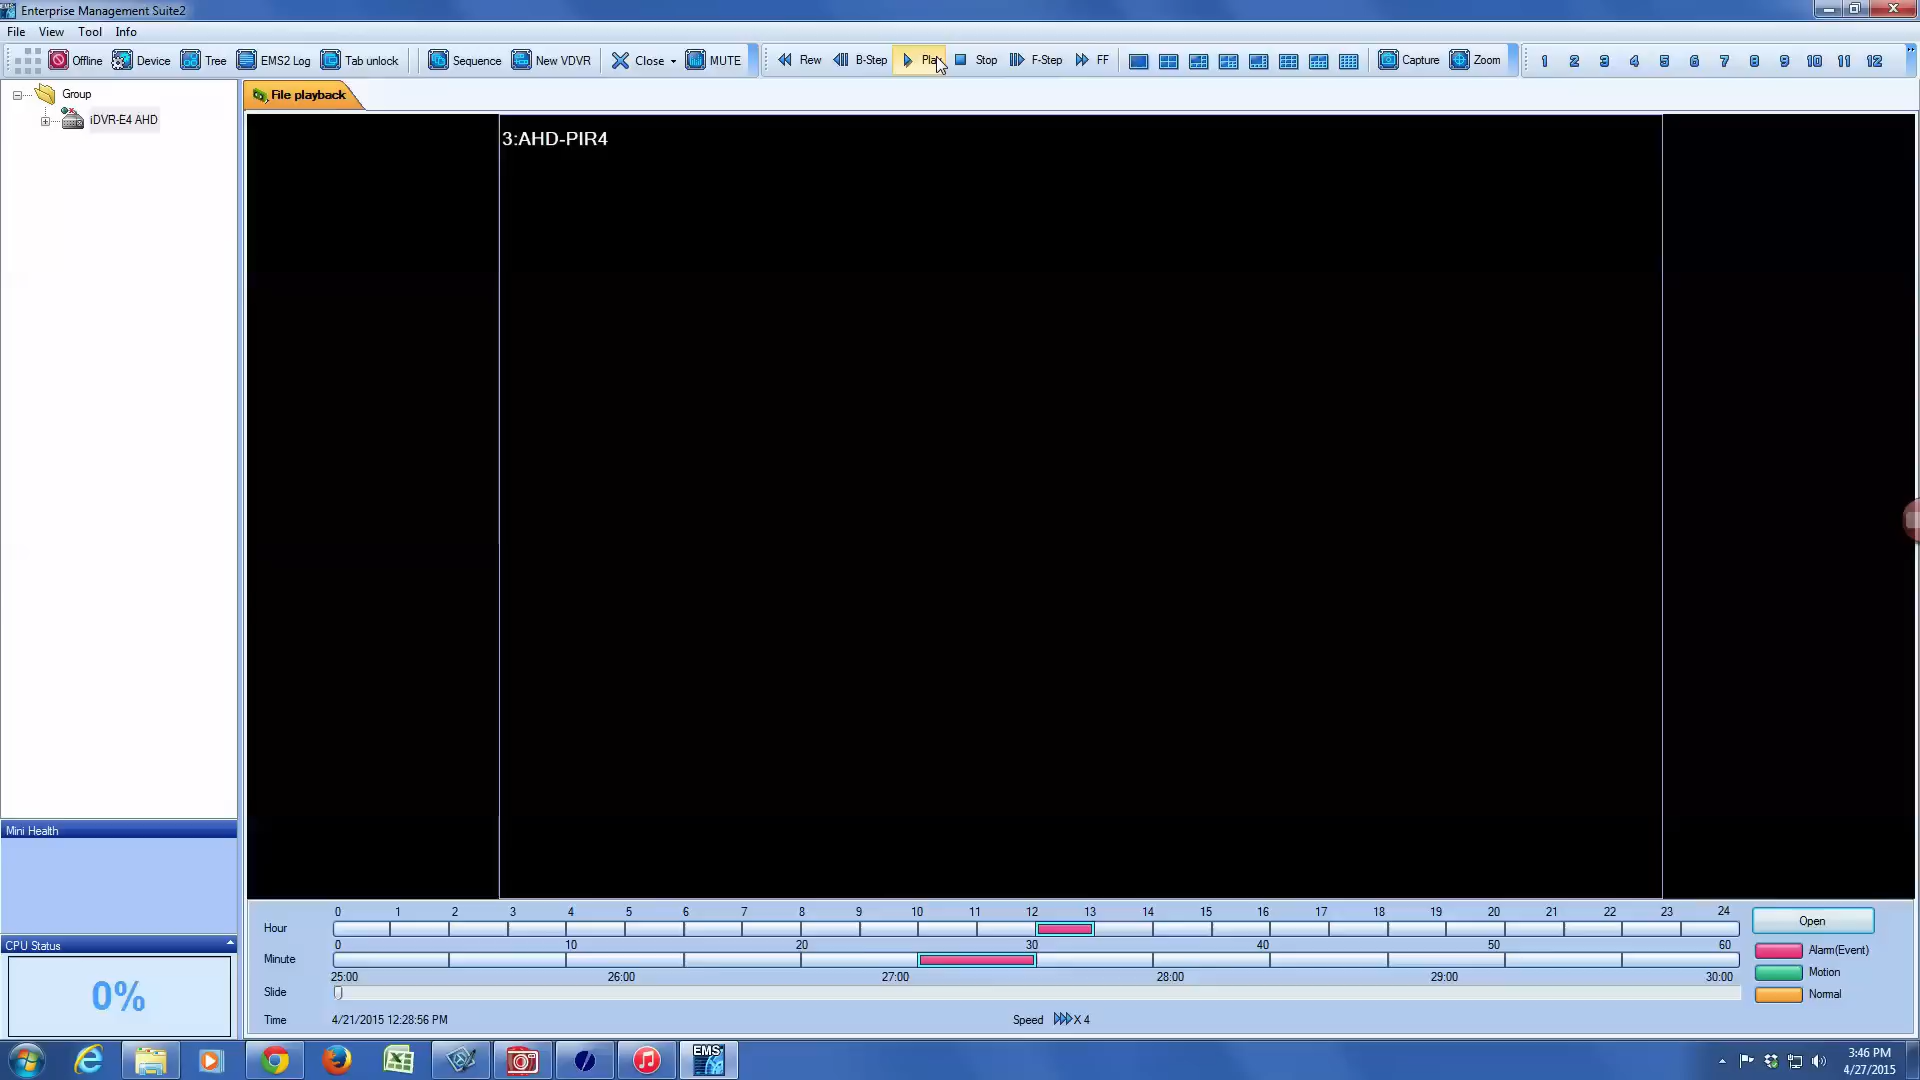 EMS Enterprise Management Suite2
File View Tool Info
Offline Device Tree EMS2 Log Tab unlock Sequence New VDVR Close MUTE Rew B-Step Stop F-Step FF Capture Zoom 1 2 3 4 5 6 7 8 9 10 11 12
Group
iDVR-E4 AHD
File playback
3:AHD-PIR4
Mini Health
CPU Status
0%
0 1 2 3 4 5 6 7 8 9 10 11 12 13 14 15 16 17 18 19 20 21 22 23 24
Hour
0 10 20 30 40 50 60
Minute
25:00 26:00 27:00 28:00 29:00 30:00
Slide
Time 4/21/2015 12:28:56 PM Speed X 4
Open
Alarm(Event)
Motion
Normal
EMS
3:46 PM
4/27/2015